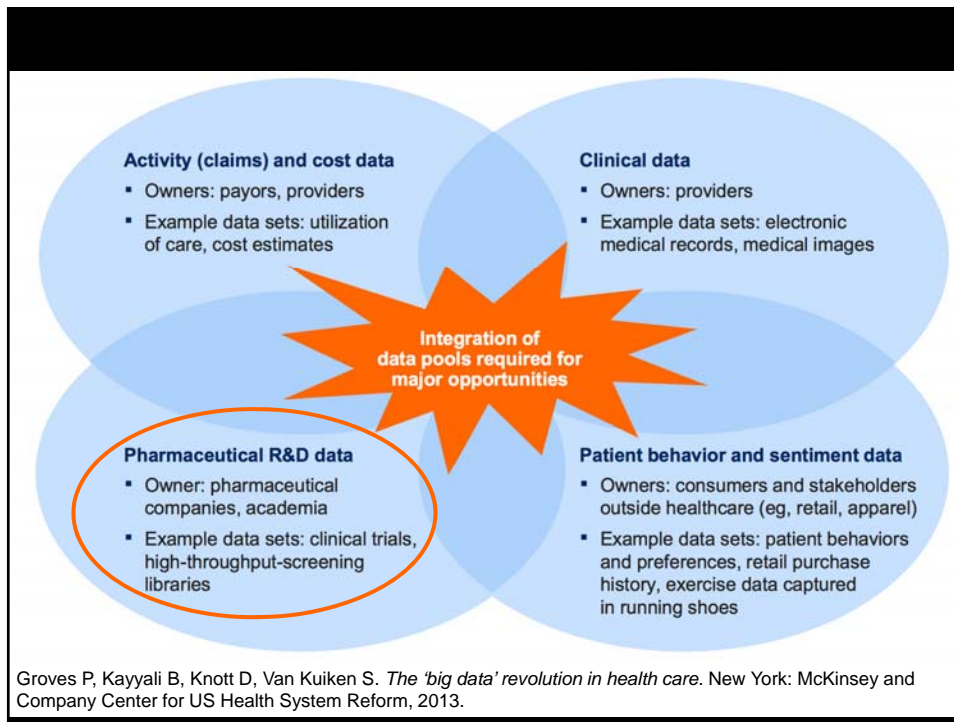 Activity (claims) and cost data
▪ Owners: payors, providers
▪ Example data sets: utilization
of care, cost estimates
Clinical data
▪ Owners: providers
▪ Example data sets: electronic
medical records, medical images
Integration of
data pools required for
major opportunities
Pharmaceutical R&D data
▪ Owner: pharmaceutical
companies, academia
▪ Example data sets: clinical trials,
high-throughput-screening
libraries
Patient behavior and sentiment data
▪ Owners: consumers and stakeholders
outside healthcare (eg, retail, apparel)
▪ Example data sets: patient behaviors
and preferences, retail purchase
history, exercise data captured
in running shoes
Groves P, Kayyali B, Knott D, Van Kuiken S. The ‘big data’ revolution in health care. New York: McKinsey and
Company Center for US Health System Reform, 2013.